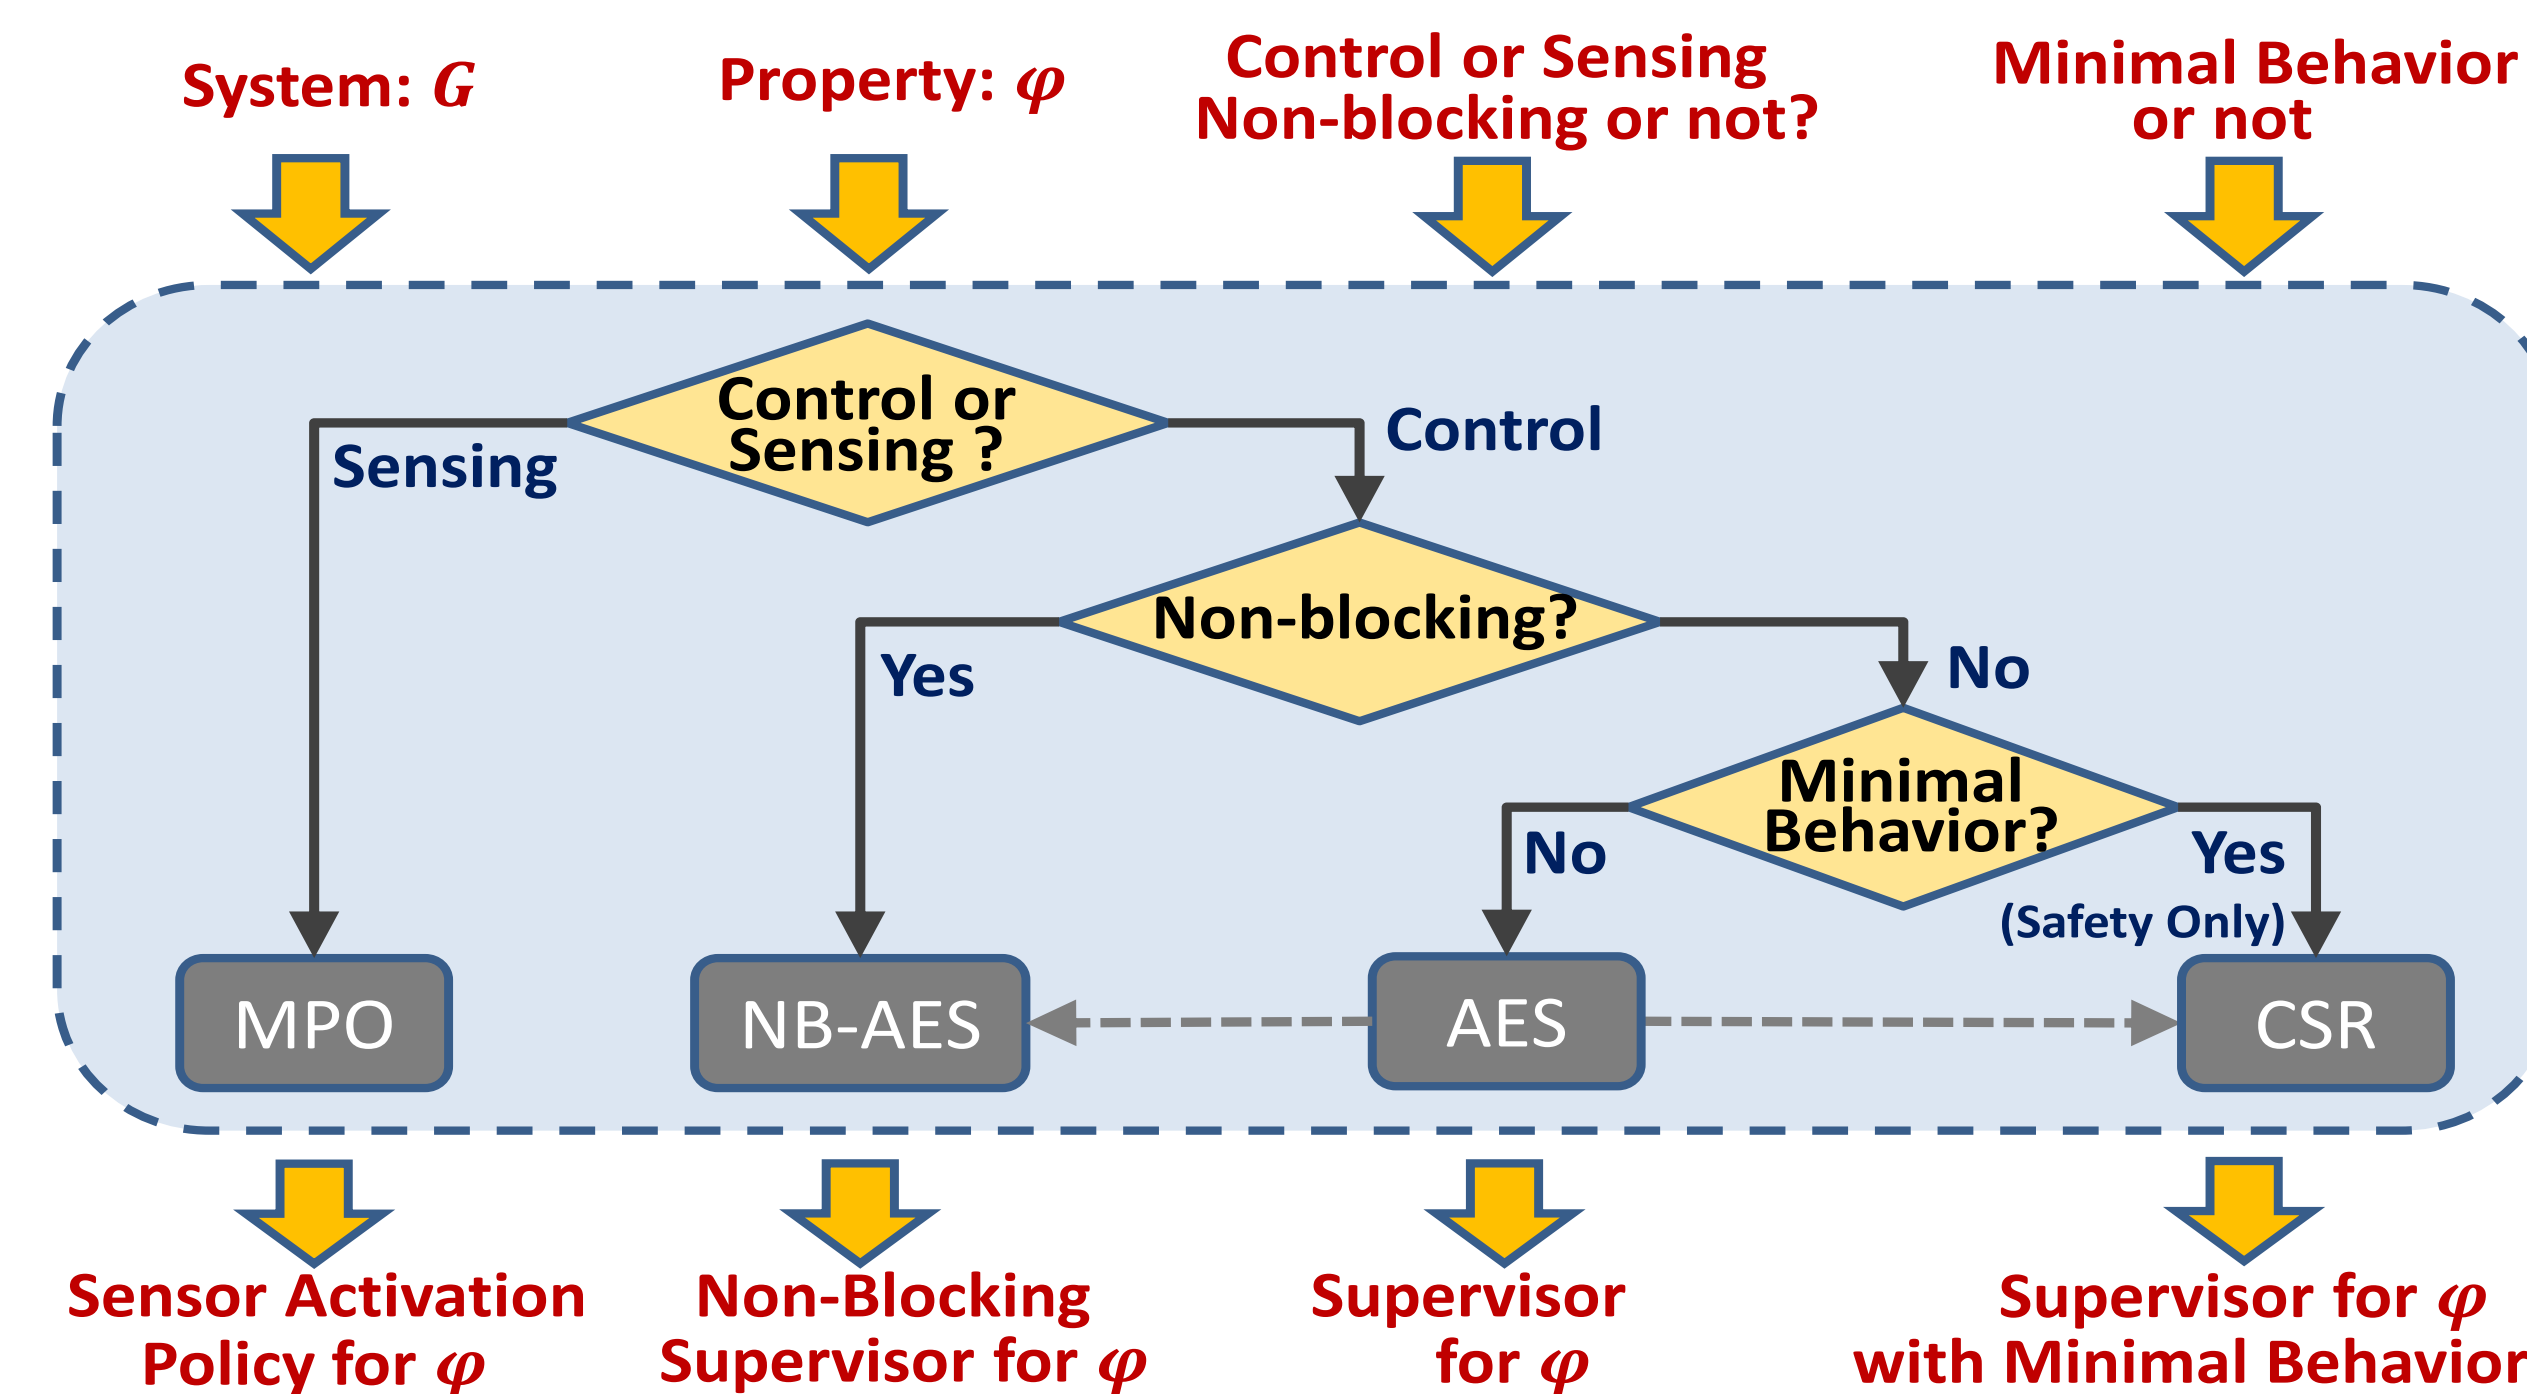 System: G
Property: φ
Control or Sensing
Non-blocking or not?
Minimal Behavior
or not
Control or
Sensing ?
Sensing
Control
Non-blocking?
Yes
No
Minimal
Behavior?
No
Yes
(Safety Only)
MPO
NB-AES
AES
CSR
Sensor Activation
Policy for φ
Non-Blocking
Supervisor for φ
Supervisor
for φ
Supervisor for φ
with Minimal Behavior